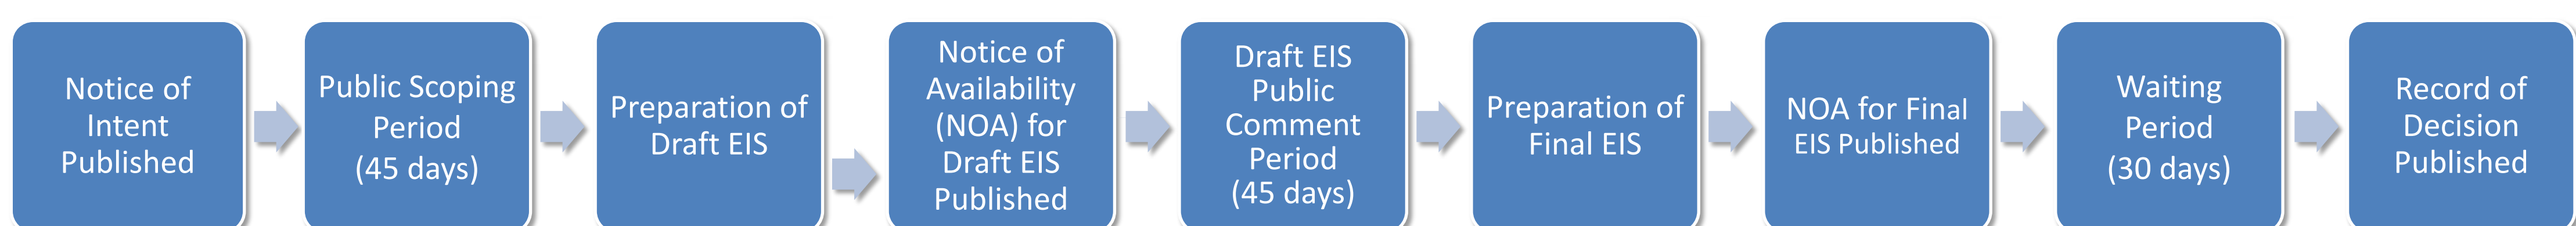 Notice of
Intent
Published
Public Scoping
Period
(45 days)
Preparation of
Draft EIS
Notice of
Availability
(NOA) for
Draft EIS
Published
Draft EIS
Public
Comment
Period
(45 days)
Preparation of
Final EIS
NOA for Final
EIS Published
Waiting
Period
(30 days)
Record of
Decision
Published